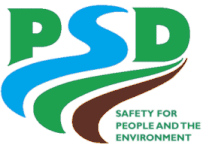 PSD
SAFETY FOR
PEOPLE AND THE
ENVIRONMENT